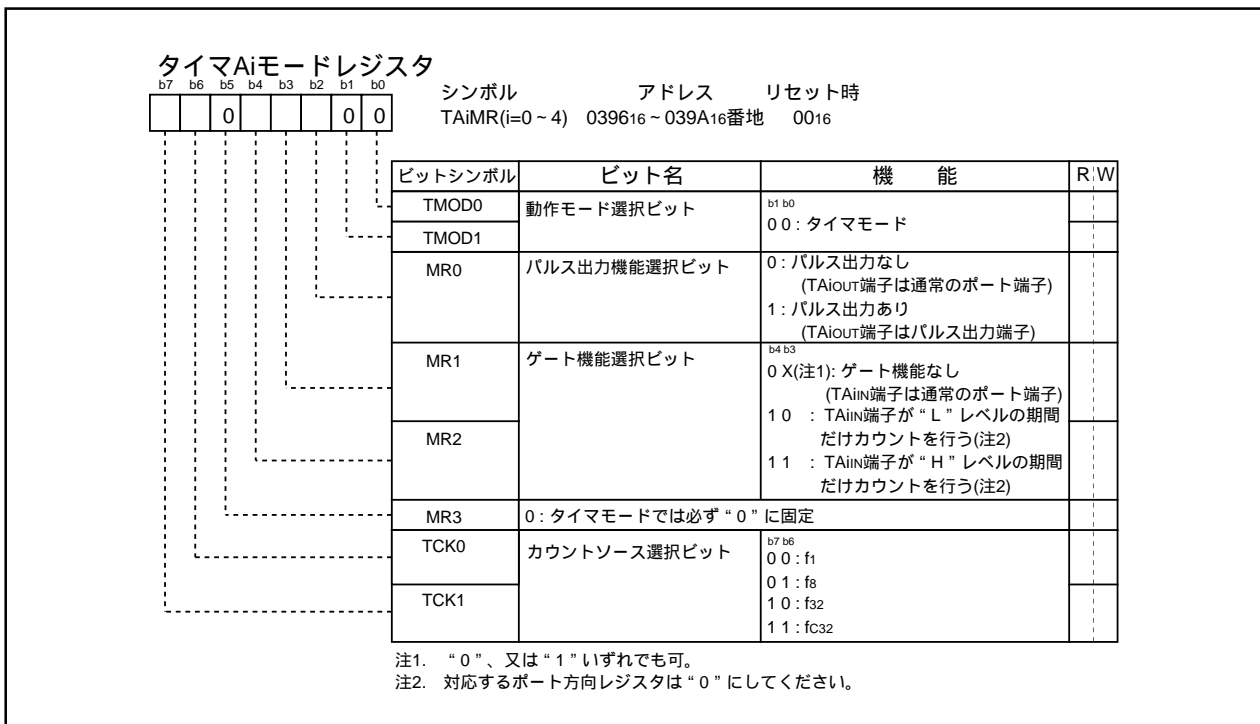 タイマAiモードレジスタ
b7 b6 b5 b4 b3 b2 b1 b0
0 0 0
シンボル アドレス リセット時
TAiMR(i=0~4) 039616~039A16番地 0016
ビットシンボル ビット名 機 能 R W
TMOD0 動作モード選択ビット b1 b0
0 0 : タイマモード
TMOD1
MR0 パルス出力機能選択ビット 0 : パルス出力なし
(TAiOUT端子は通常のポート端子)
1 : パルス出力あり
(TAiOUT端子はパルス出力端子)
MR1 ゲート機能選択ビット b4 b3
0 X(注1): ゲート機能なし
(TAiIN端子は通常のポート端子)
1 0 : TAiIN端子が“L”レベルの期間
MR2 だけカウントを行う(注2)
1 1 : TAiIN端子が“H”レベルの期間
だけカウントを行う(注2)
MR3 0 : タイマモードでは必ず“0”に固定
TCK0 カウントソース選択ビット b7 b6
0 0 : f1
0 1 : f8
TCK1 1 0 : f32
1 1 : fC32
注1. “0”、又は“1”いずれでも可。
注2. 対応するポート方向レジスタは“0”にしてください。